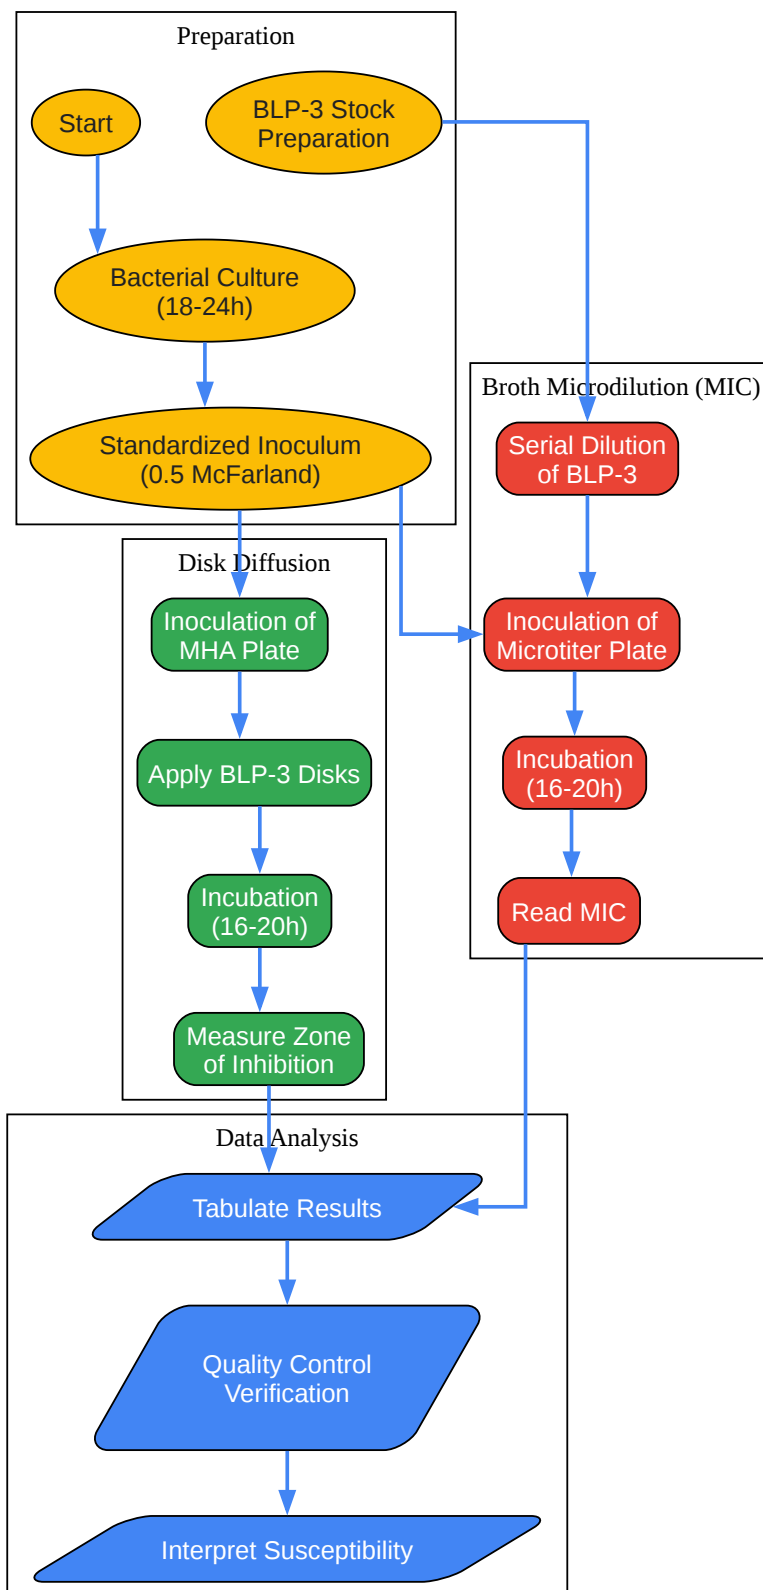 Preparation
Start
BLP-3 Stock
Preparation
Bacterial Culture
(18-24h)
Standardized Inoculum
(0.5 McFarland)
Broth Microdilution (MIC)
Serial Dilution
of BLP-3
Disk Diffusion
Inoculation of
MHA Plate
Inoculation of
Microtiter Plate
Apply BLP-3 Disks
Incubation
(16-20h)
Incubation
(16-20h)
Read MIC
Measure Zone
of Inhibition
Data Analysis
Tabulate Results
Quality Control
Verification
Interpret Susceptibility